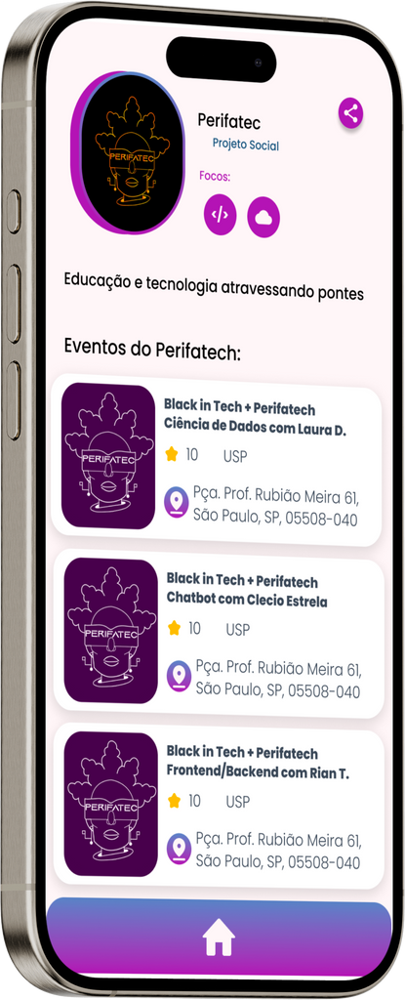 PERIFATEC
Perifatec
Projeto Social
Focos:
Educação e tecnologia atravessando pontes
Eventos do Perifatech:
PERIFATEC
Black in Tech + Perifatech
Ciência de Dados com Laura D.
10 USP
Pça. Prof. Rubião Meira 61,
São Paulo, SP, 05508-040
PERIFATEC
Black in Tech + Perifatech
Chatbot com Clecio Estrela
10 USP
Pça. Prof. Rubião Meira 61,
São Paulo, SP, 05508-040
PERIFATEC
Black in Tech + Perifatech
Frontend/Backend com Rian T.
10 USP
Pça. Prof. Rubião Meira 61,
São Paulo, SP, 05508-040